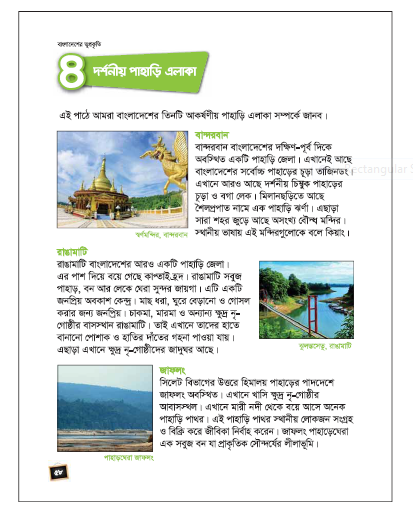 বাংলাদেশের ভূপ্রকৃতি
৪ দর্শনীয় পাহাড়ি এলাকা
এই পাঠে আমরা বাংলাদেশের তিনটি আকর্ষণীয় পাহাড়ি এলাকা সম্পর্কে জানব।
বান্দরবান
বান্দরবান বাংলাদেশের দক্ষিণ-পূর্ব দিকে
অবস্থিত একটি পাহাড়ি জেলা। এখানেই আছে
বাংলাদেশের সর্বোচ্চ পাহাড়ের চূড়া তাজিনডং।
এখানে আরও আছে দর্শনীয় চিম্বুক পাহাড়ের
চূড়া ও বগা লেক। মিলানছড়িতে আছে
শৈলপ্রপাত নামে এক পাহাড়ি ঝর্ণা। এছাড়া
সারা শহর জুড়ে আছে অসংখ্য বৌদ্ধ মন্দির।
স্থানীয় ভাষায় এই মন্দিরগুলোকে বলে কিয়াং।
স্বর্ণমন্দির, বান্দরবান
রাঙামাটি
রাঙামাটি বাংলাদেশের আরও একটি পাহাড়ি জেলা।
এর পাশ দিয়ে বয়ে গেছে কাপ্তাই হ্রদ। রাঙামাটি সবুজ
পাহাড়, বন আর লেকে ঘেরা সুন্দর জায়গা। এটি একটি
জনপ্রিয় অবকাশ কেন্দ্র। মাছ ধরা, ঘুরে বেড়ানো ও গোসল
করার জন্য জনপ্রিয়। চাকমা, মারমা ও অন্যান্য ক্ষুদ্র নৃ-
গোষ্ঠীর বাসস্থান রাঙামাটি। তাই এখানে তাদের হাতে
বানানো পোশাক ও হাতির দাঁতের গহনা পাওয়া যায়।
এছাড়া এখানে ক্ষুদ্র নৃ-গোষ্ঠীদের জাদুঘর আছে।
ঝুলন্তসেতু, রাঙামাটি
জাফলং
সিলেট বিভাগের উত্তরে হিমালয় পাহাড়ের পাদদেশে
জাফলং অবস্থিত। এখানে খাসি ক্ষুদ্র নৃ-গোষ্ঠীর
আবাসস্থল। এখানে মারী নদী থেকে বয়ে আসে অনেক
পাহাড়ি পাথর। এই পাহাড়ি পাথর স্থানীয় লোকজন সংগ্রহ
ও বিক্রি করে জীবিকা নির্বাহ করেন। জাফলং পাহাড়েঘেরা
এক সবুজ বন যা প্রাকৃতিক সৌন্দর্যের লীলাভূমি।
পাহাড়ঘেরা জাফলং
৫৮